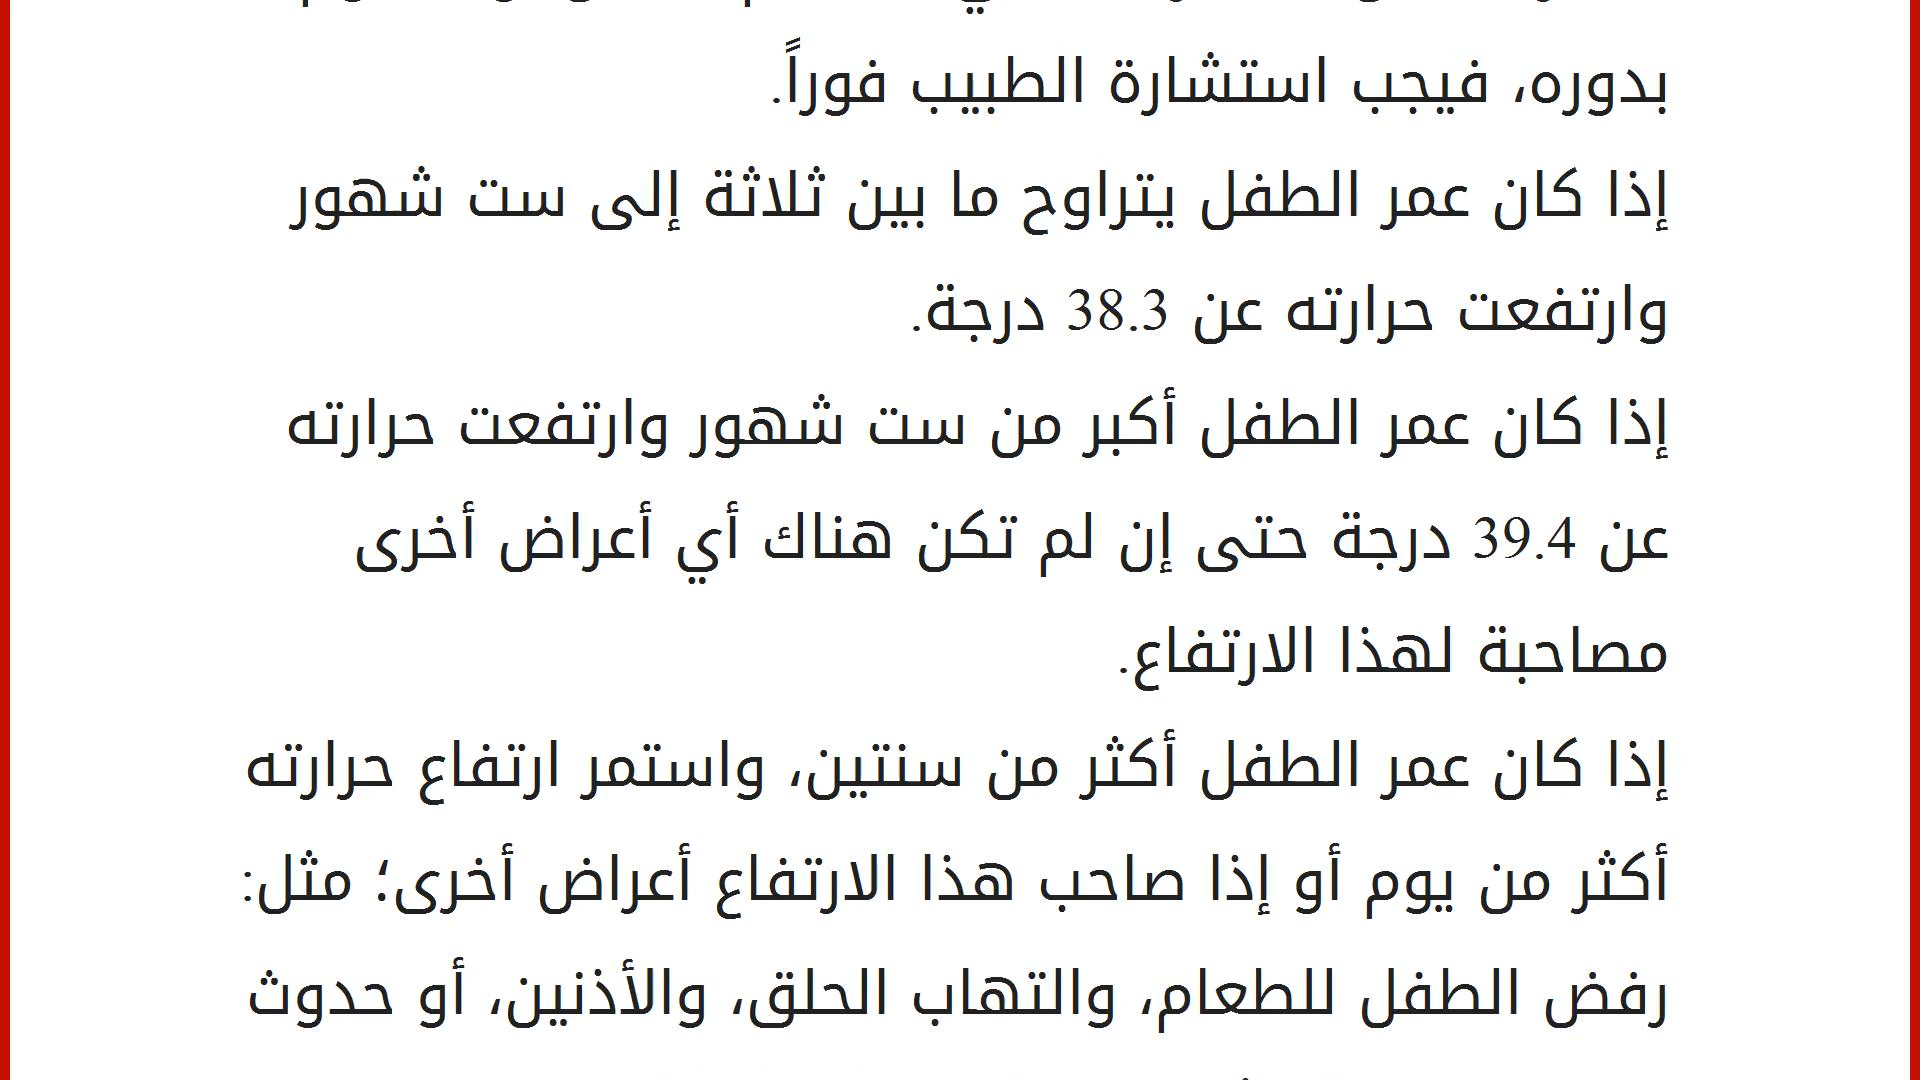 بدوره، فيجب استشارة الطبيب فوراً.
إذا كان عمر الطفل يتراوح ما بين ثلاثة إلى ست شهور
وارتفعت حرارته عن 38.3 درجة.
إذا كان عمر الطفل أكبر من ست شهور وارتفعت حرارته
عن 39.4 درجة حتى إن لم تكن هناك أي أعراض أخرى
مصاحبة لهذا الارتفاع.
إذا كان عمر الطفل أكثر من سنتين، واستمر ارتفاع حرارته
أكثر من يوم أو إذا صاحب هذا الارتفاع أعراض أخرى؛ مثل:
رفض الطفل للطعام، والتهاب الحلق، والأذنين، أو حدوث